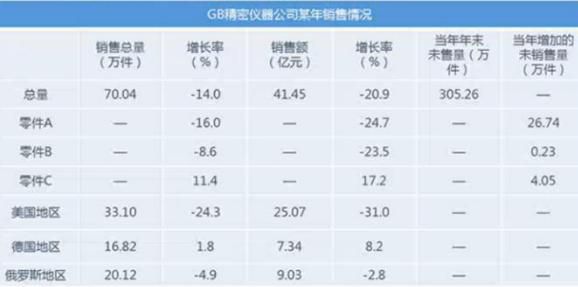 GB精密仪器公司某年销售情况
销售总量（万件） 增长率（%） 销售额（亿元） 增长率（%） 当年年末未售量（万件） 当年增加的未销售量（万件）
总量 70.04 -14.0 41.45 -20.9 305.26 —
零件A — -16.0 — -24.7 26.74
零件B — -8.6 — -23.5 — 0.23
零件C — 11.4 — 17.2 — 4.05
美国地区 33.10 -24.3 25.07 -31.0 — —
德国地区 16.82 1.8 7.34 8.2 — —
俄罗斯地区 20.12 -4.9 9.03 -2.8 — —